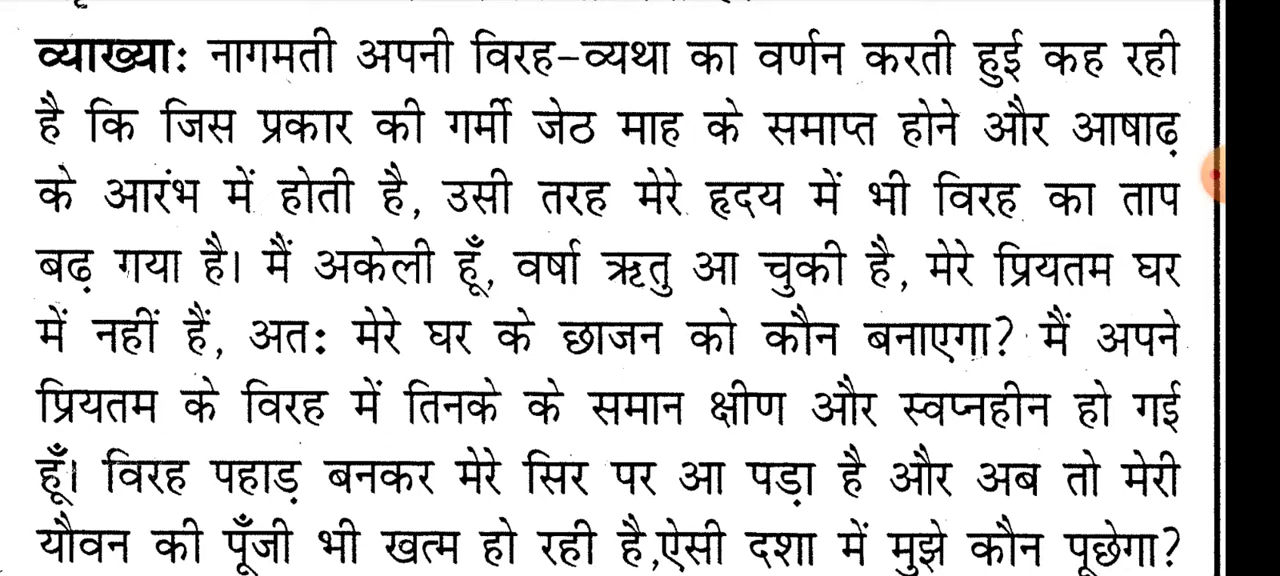 व्याख्याः नागमती अपनी विरह-व्यथा का वर्णन करती हुई कह रही
है कि जिस प्रकार की गर्मी जेठ माह के समाप्त होने और आषाढ़
के आरंभ में होती है, उसी तरह मेरे हृदय में भी विरह का ताप
बढ़ गया है। मैं अकेली हूँ, वर्षा ऋतु आ चुकी है, मेरे प्रियतम घर
में नहीं हैं, अतः मेरे घर के छाजन को कौन बनाएगा? मैं अपने
प्रियतम के विरह में तिनके के समान क्षीण और स्वप्नहीन हो गई
हूँ। विरह पहाड़ बनकर मेरे सिर पर आ पड़ा है और अब तो मेरी
यौवन की पूँजी भी खत्म हो रही है,ऐसी दशा में मुझे कौन पूछेगा?